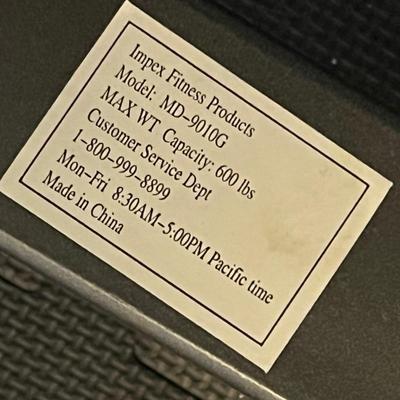 Impex Fitness Products
Model: MD-9010G
MAX WT Capacity: 600 lbs
Customer Service Dept
1-800-999-8899
Mon-Fri 8:30AM-5:00PM Pacific time
Made in China